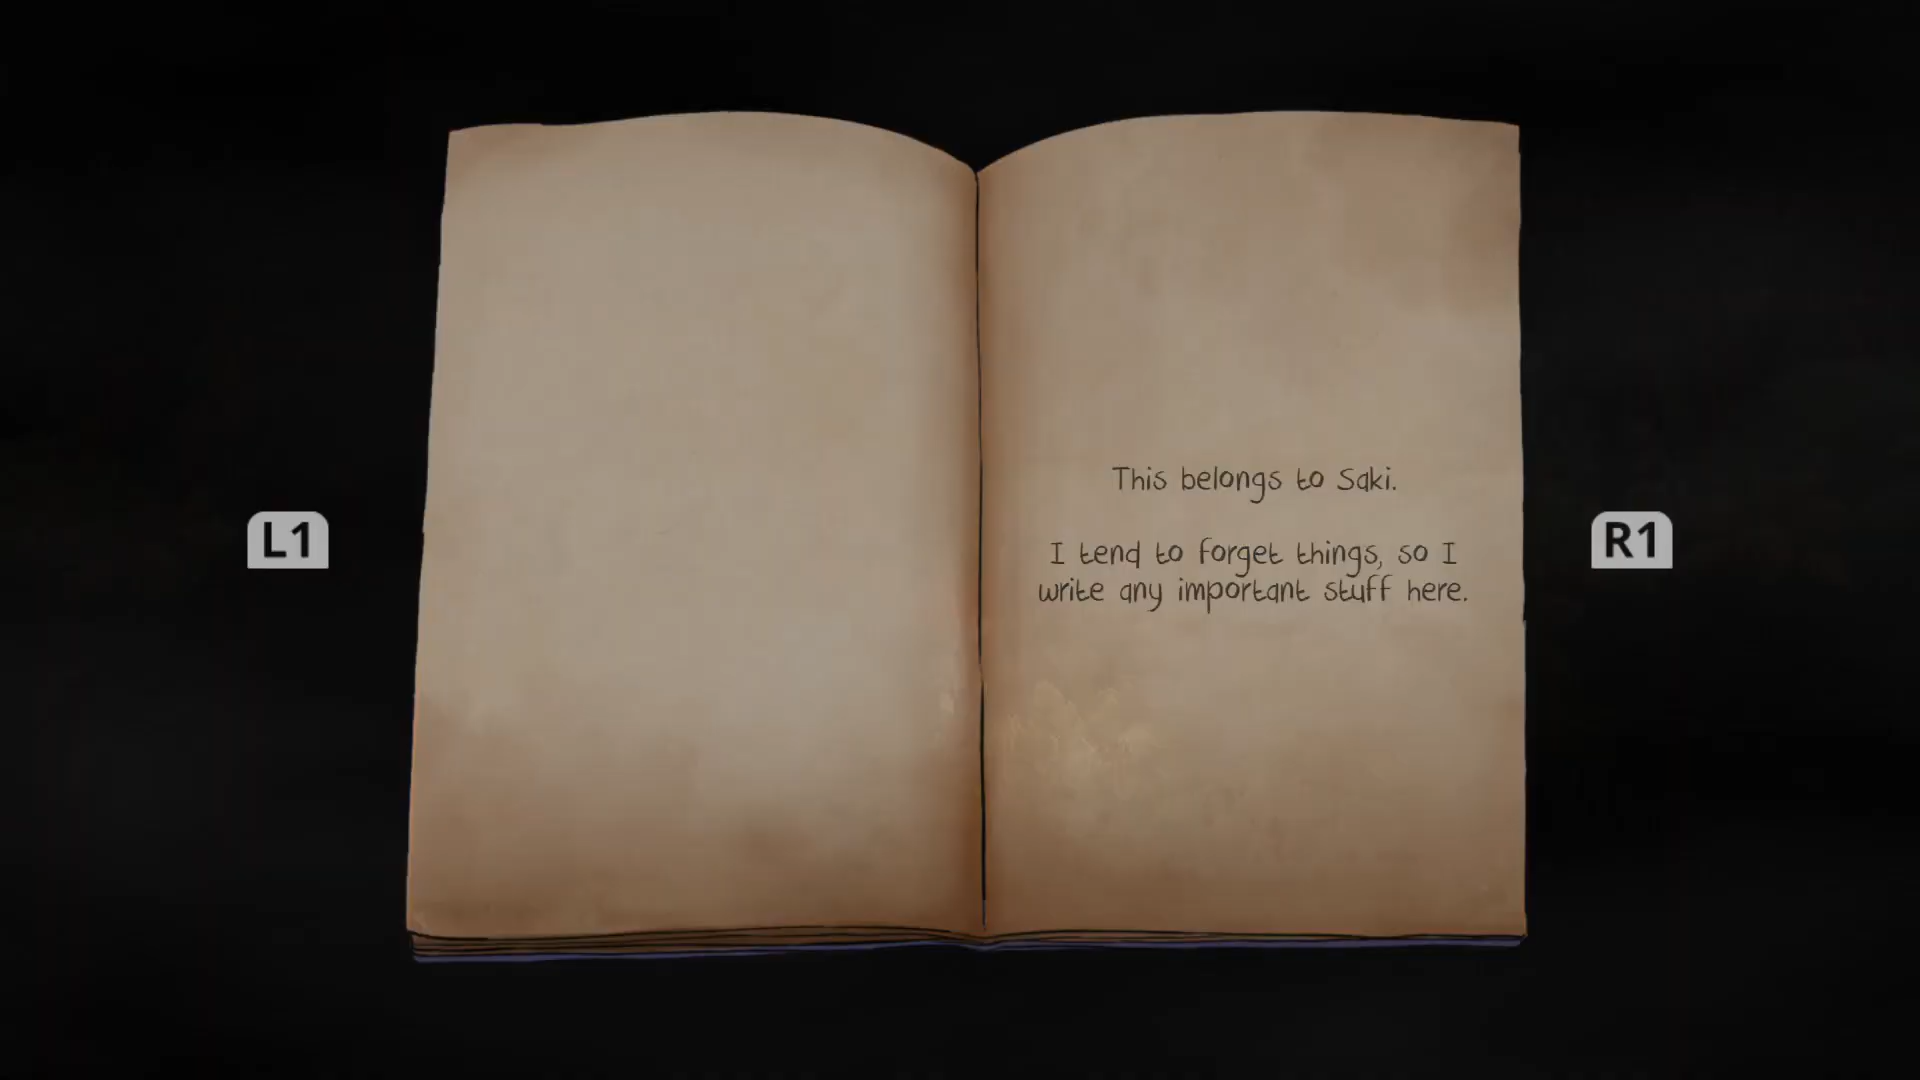 This belongs to Saki.
I tend to forget things, so I
write any important stuff here.
L1
R1